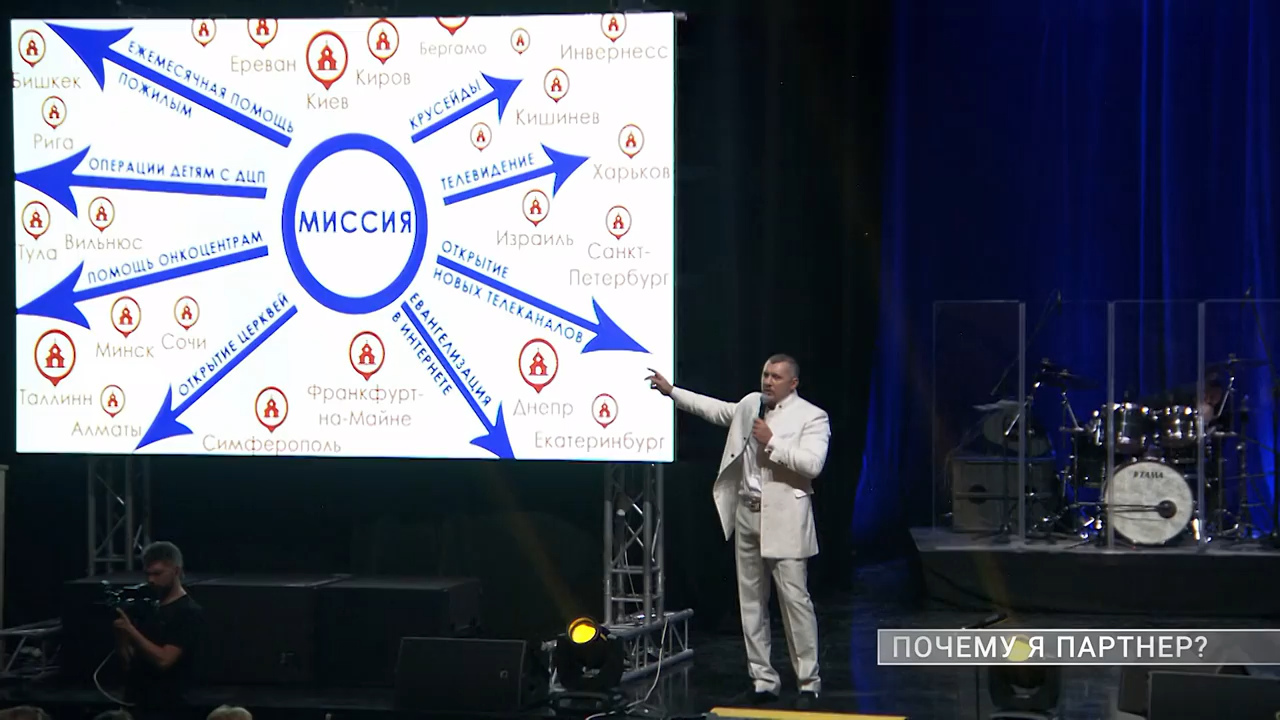 Бишкек
Ереван
Киев
Киров
Бергамо
Инвернесс
ЕЖЕМЕСЯЧНАЯ ПОМОЩЬ
ПОЖИЛЫМ
КРУСЕЙДЫ
Кишинев
Рига
ОПЕРАЦИИ ДЕТЯМ С ДЦП
ТЕЛЕВИДЕНИЕ
Харьков
МИССИЯ
Тула
Вильнюс
Израиль
Санкт-
Петербург
ПОМОЩЬ ОНКОЦЕНТРАМ
ОТКРЫТИЕ
НОВЫХ ТЕЛЕКАНАЛОВ
Минск
Сочи
ОТКРЫТИЕ ЦЕРКВЕЙ
ЕВАНГЕЛИЗАЦИЯ
В ИНТЕРНЕТЕ
Таллинн
Алматы
Франкфурт-
на-Майне
Днепр
Симферополь
Екатеринбург
TAMA
ПОЧЕМУ Я ПАРТНЕР?